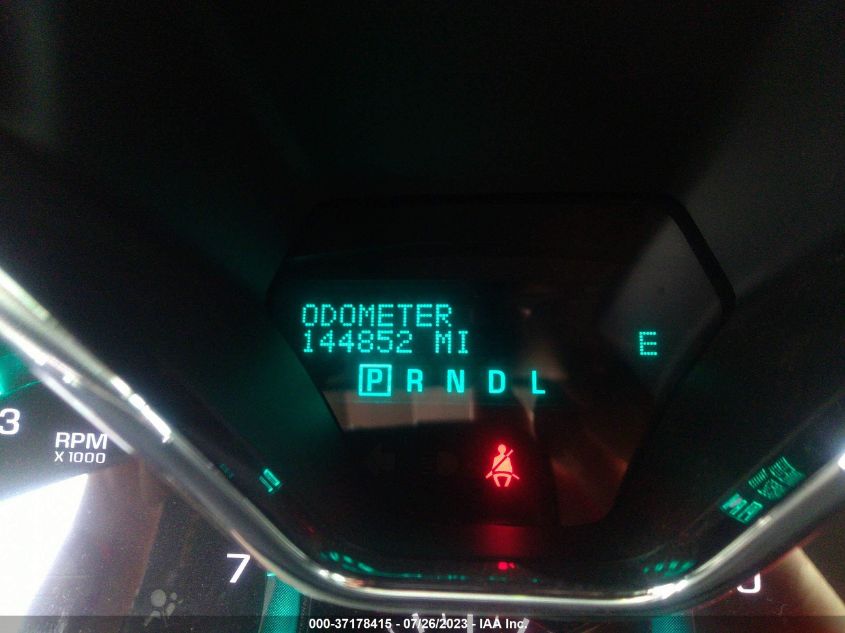 ODOMETER
144852 MI
E
P R N D L
3
RPM
X 1000
7
000-37178415 - 07/26/2023 - IAA Inc.